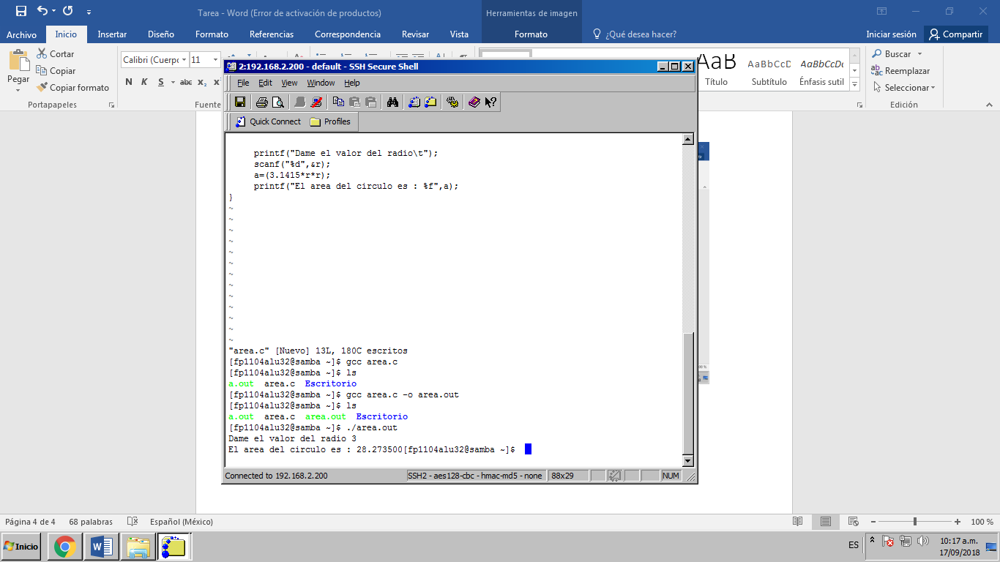 Tarea - Word (Error de activación de productos)
Herramientas de imagen
Archivo Inicio Insertar Diseño Formato Referencias Correspondencia Revisar Vista Formato ¿Qué desea hacer? Iniciar sesión Compartir
Pegar
Cortar
Copiar
Copiar formato
Portapapeles
Calibri (Cuerpo 11
N K S abc x₂ x
Fuente
AaB
Título
AaBbCcD
Subtítulo
AaBbCcDc
Énfasis sutil
Buscar
Reemplazar
Seleccionar
Edición
2:192.168.2.200 - default - SSH Secure Shell
File Edit View Window Help
Quick Connect Profiles
printf("Dame el valor del radio\t");
scanf("%d",&r);
a=(3.1415*r*r);
printf("El area del circulo es : %f",a);
}
~
~
~
~
~
~
~
~
~
~
~
~
~
"area.c" [Nuevo] 13L, 180C escritos
[fp1104alu32@samba ~]$ gcc area.c
[fp1104alu32@samba ~]$ ls
a.out area.c Escritorio
[fp1104alu32@samba ~]$ gcc area.c -o area.out
[fp1104alu32@samba ~]$ ls
a.out area.c area.out Escritorio
[fp1104alu32@samba ~]$ ./area.out
Dame el valor del radio 3
El area del circulo es : 28.273500[fp1104alu32@samba ~]$
Connected to 192.168.2.200 SSH2 - aes128-cbc - hmac-md5 - none 88x29 NUM
Página 4 de 4 68 palabras Español (México) 100 %
Inicio
ES
10:17 a.m.
17/09/2018